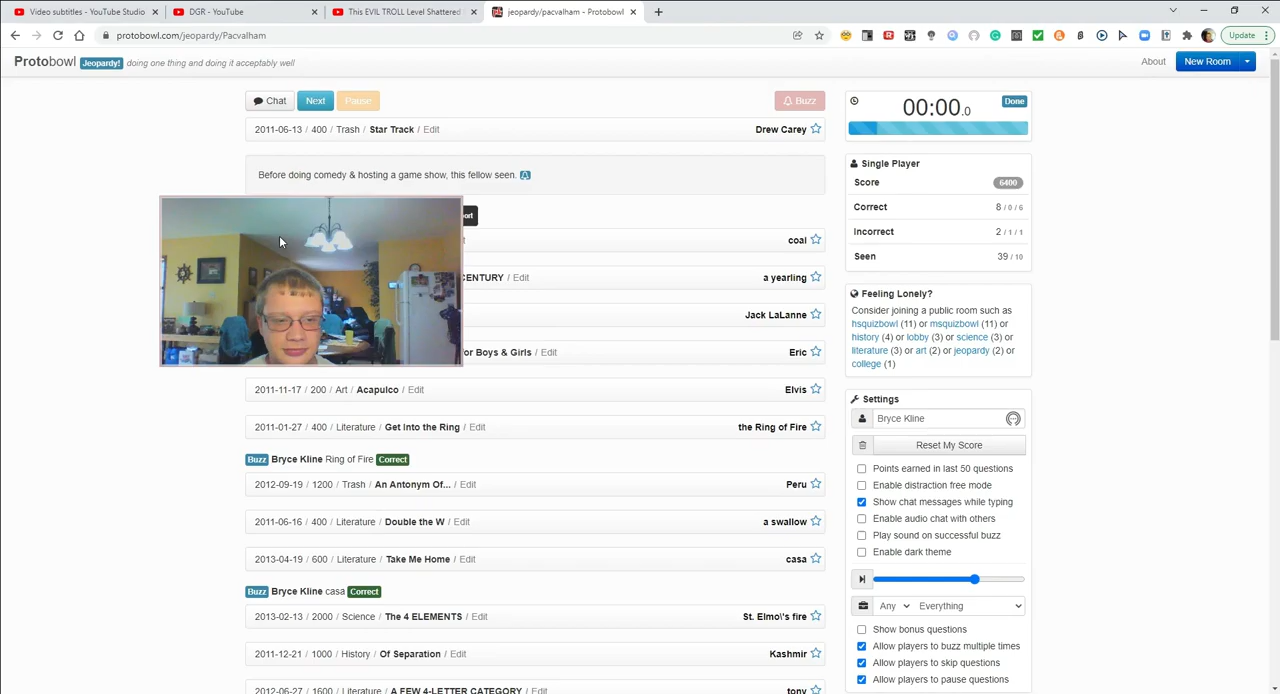 Video subtitles - YouTube Studio
DGR - YouTube
This EVIL TROLL Level Shattered
jeopardy/pacvalham - Protobowl
protobowl.com/jeopardy/Pacvalham
Update
Protobowl Jeopardy! doing one thing and doing it acceptably well
About
New Room
Chat
Next
Pause
Buzz
2011-06-13 / 400 / Trash / Star Track / Edit
Drew Carey
Before doing comedy & hosting a game show, this fellow seen.
ort
coal
CENTURY / Edit
a yearling
Jack LaLanne
or Boys & Girls / Edit
Eric
2011-11-17 / 200 / Art / Acapulco / Edit
Elvis
2011-01-27 / 400 / Literature / Get Into the Ring / Edit
the Ring of Fire
Buzz Bryce Kline Ring of Fire Correct
2012-09-19 / 1200 / Trash / An Antonym Of... / Edit
Peru
2011-06-16 / 400 / Literature / Double the W / Edit
a swallow
2013-04-19 / 600 / Literature / Take Me Home / Edit
casa
Buzz Bryce Kline casa Correct
2013-02-13 / 2000 / Science / The 4 ELEMENTS / Edit
St. Elmo\'s fire
2011-12-21 / 1000 / History / Of Separation / Edit
Kashmir
2012-06-27 / 1600 / Literature / A FEW 4-LETTER CATEGORY / Edit
tony
00:00.0
Done
Single Player
Score 6400
Correct 8 / 0 / 6
Incorrect 2 / 1 / 1
Seen 39 / 10
Feeling Lonely?
Consider joining a public room such as
hsquizbowl (11) or msquizbowl (11) or
history (4) or lobby (3) or science (3) or
literature (3) or art (2) or jeopardy (2) or
college (1)
Settings
Bryce Kline
Reset My Score
Points earned in last 50 questions
Enable distraction free mode
Show chat messages while typing
Enable audio chat with others
Play sound on successful buzz
Enable dark theme
Any
Everything
Show bonus questions
Allow players to buzz multiple times
Allow players to skip questions
Allow players to pause questions